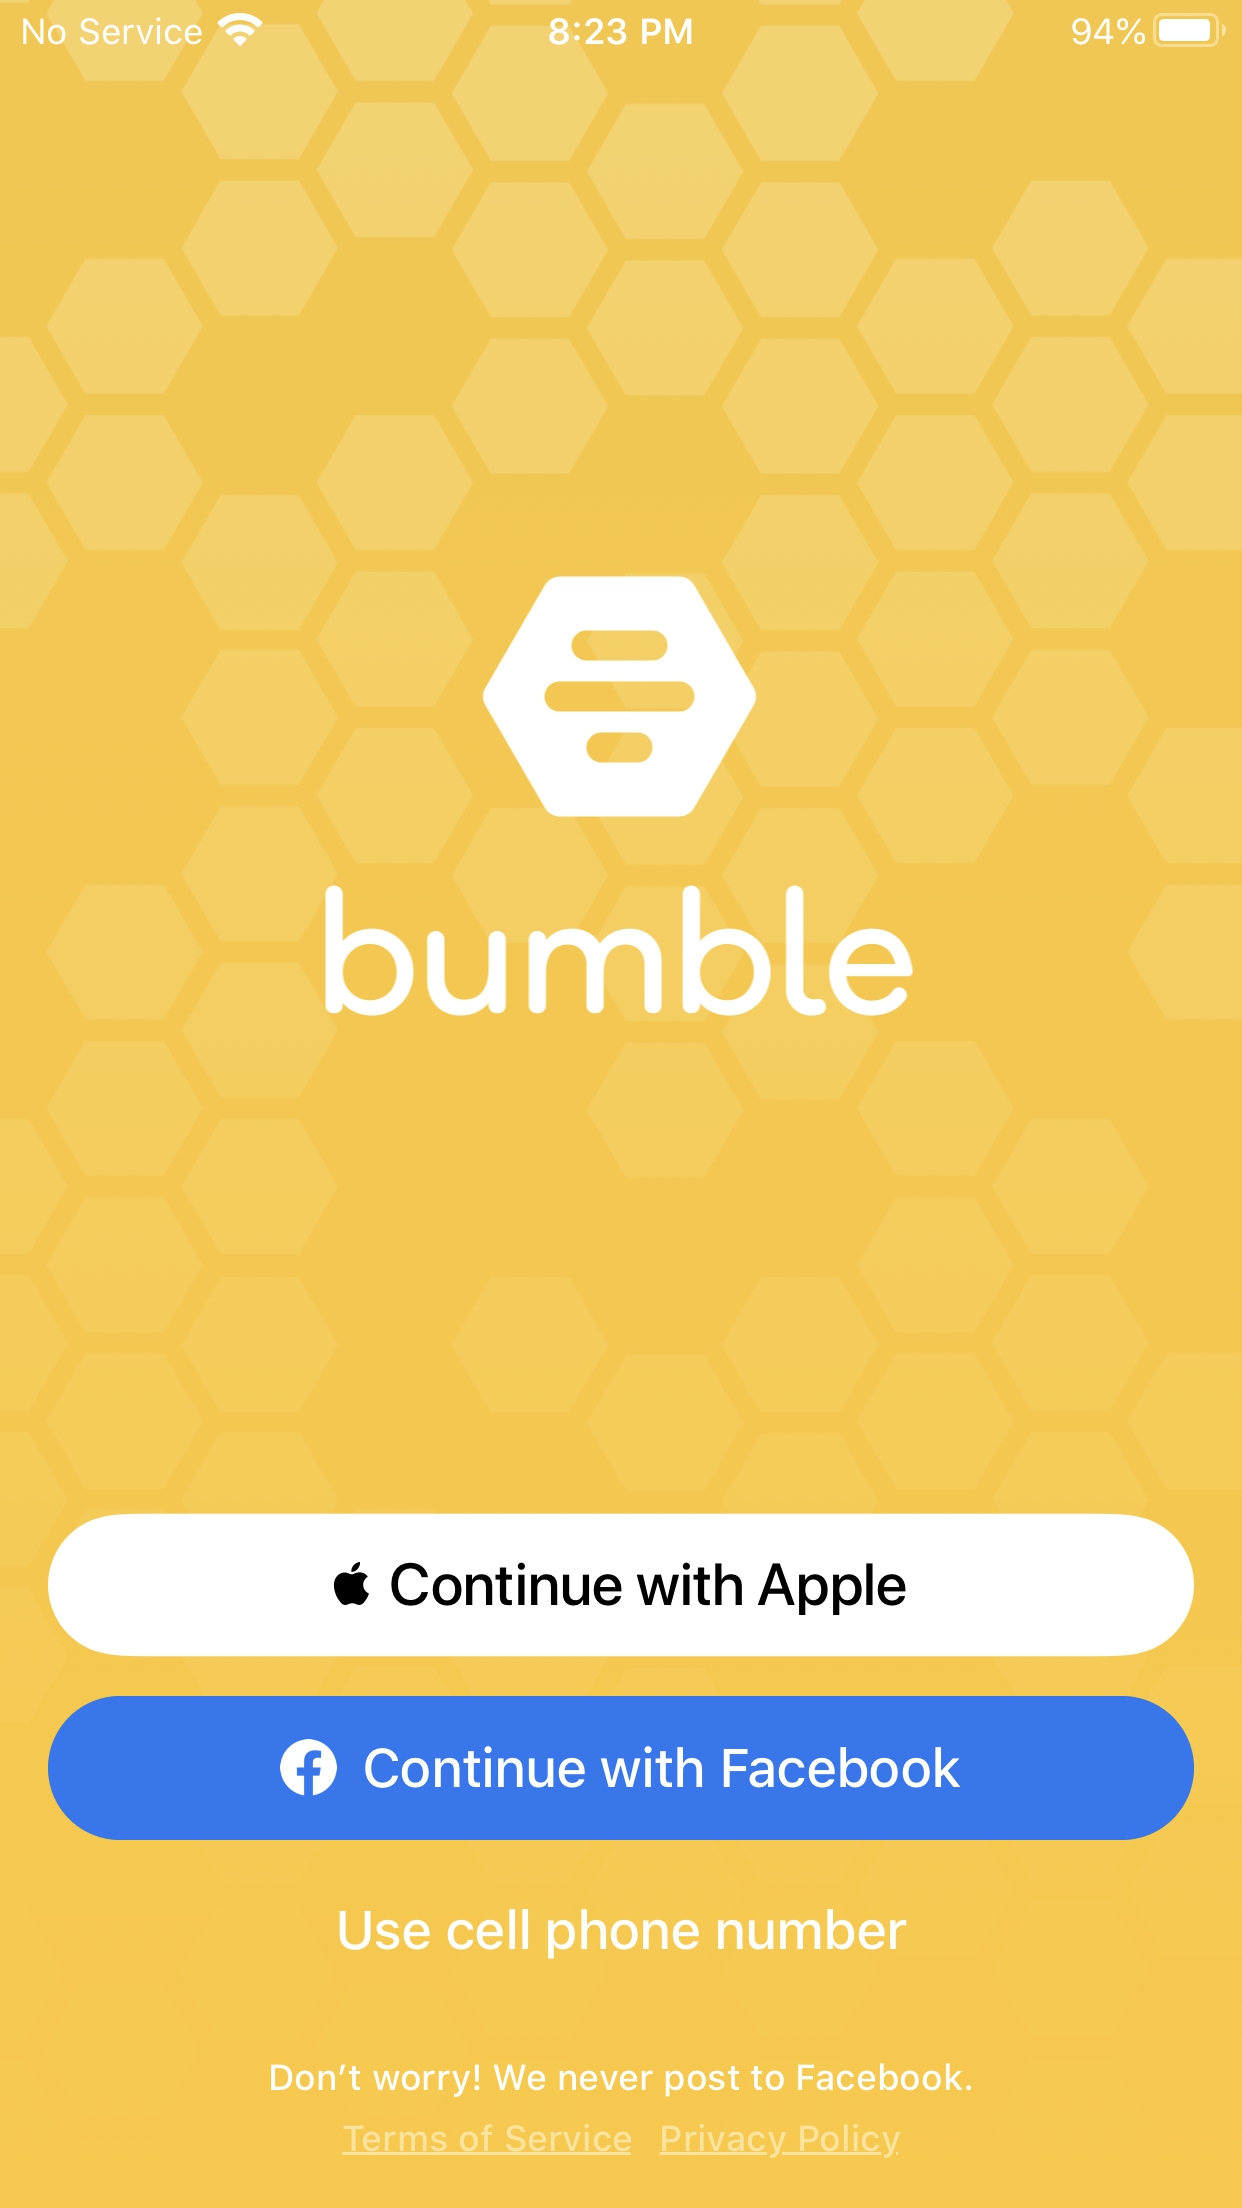 No Service 8:23 PM 94%
bumble
Continue with Apple
Continue with Facebook
Use cell phone number
Don’t worry! We never post to Facebook.
Terms of Service Privacy Policy